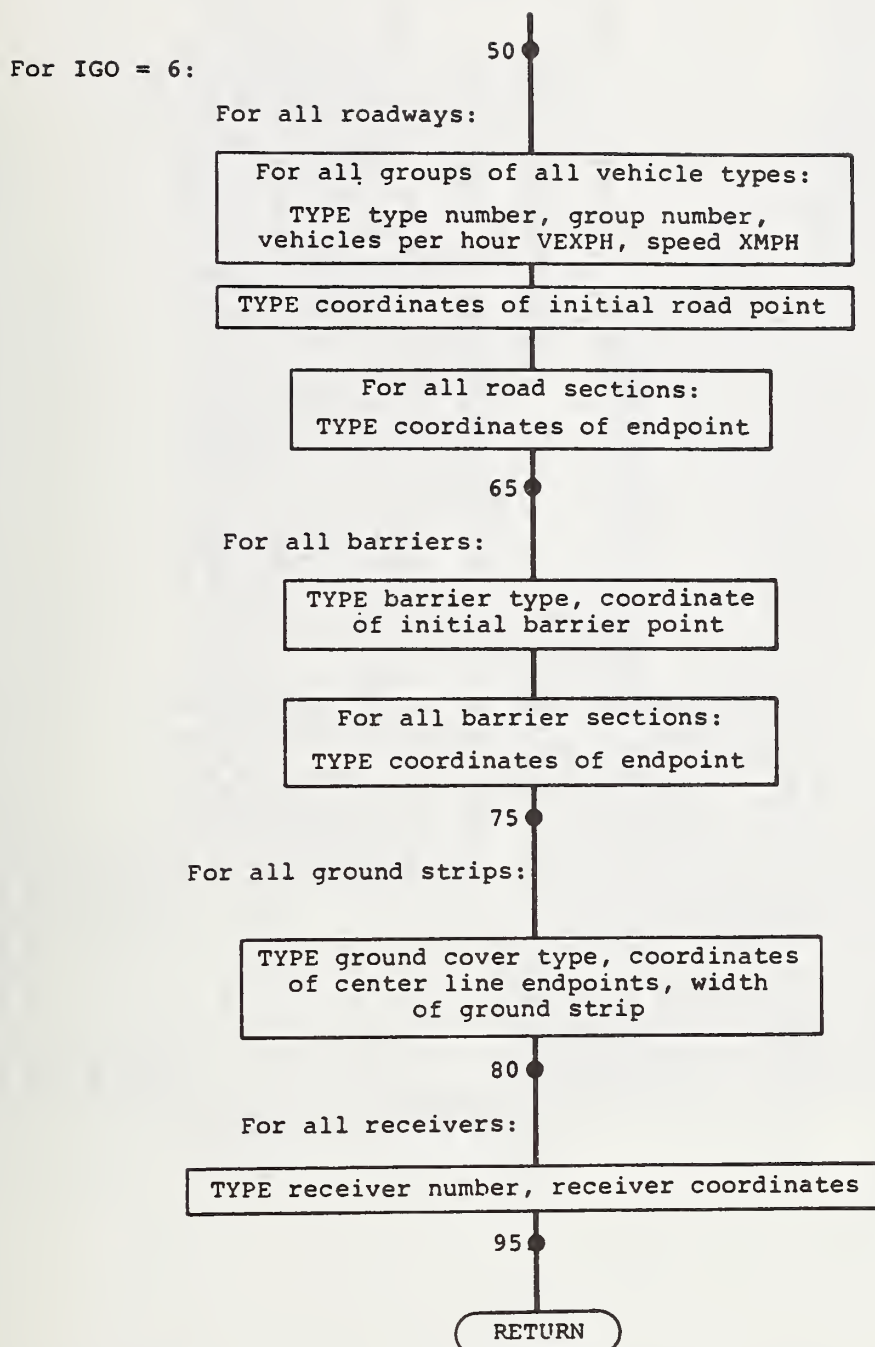 50
For IGO = 6:
For all roadways:
For all groups of all vehicle types:
TYPE type number, group number,
vehicles per hour VEXPH, speed XMPH
TYPE coordinates of initial road point
For all road sections:
TYPE coordinates of endpoint
65
For all barriers:
TYPE barrier type, coordinate
of initial barrier point
For all barrier sections:
TYPE coordinates of endpoint
75
For all ground strips:
TYPE ground cover type, coordinates
of center line endpoints, width
of ground strip
80
For all receivers:
TYPE receiver number, receiver coordinates
95
RETURN